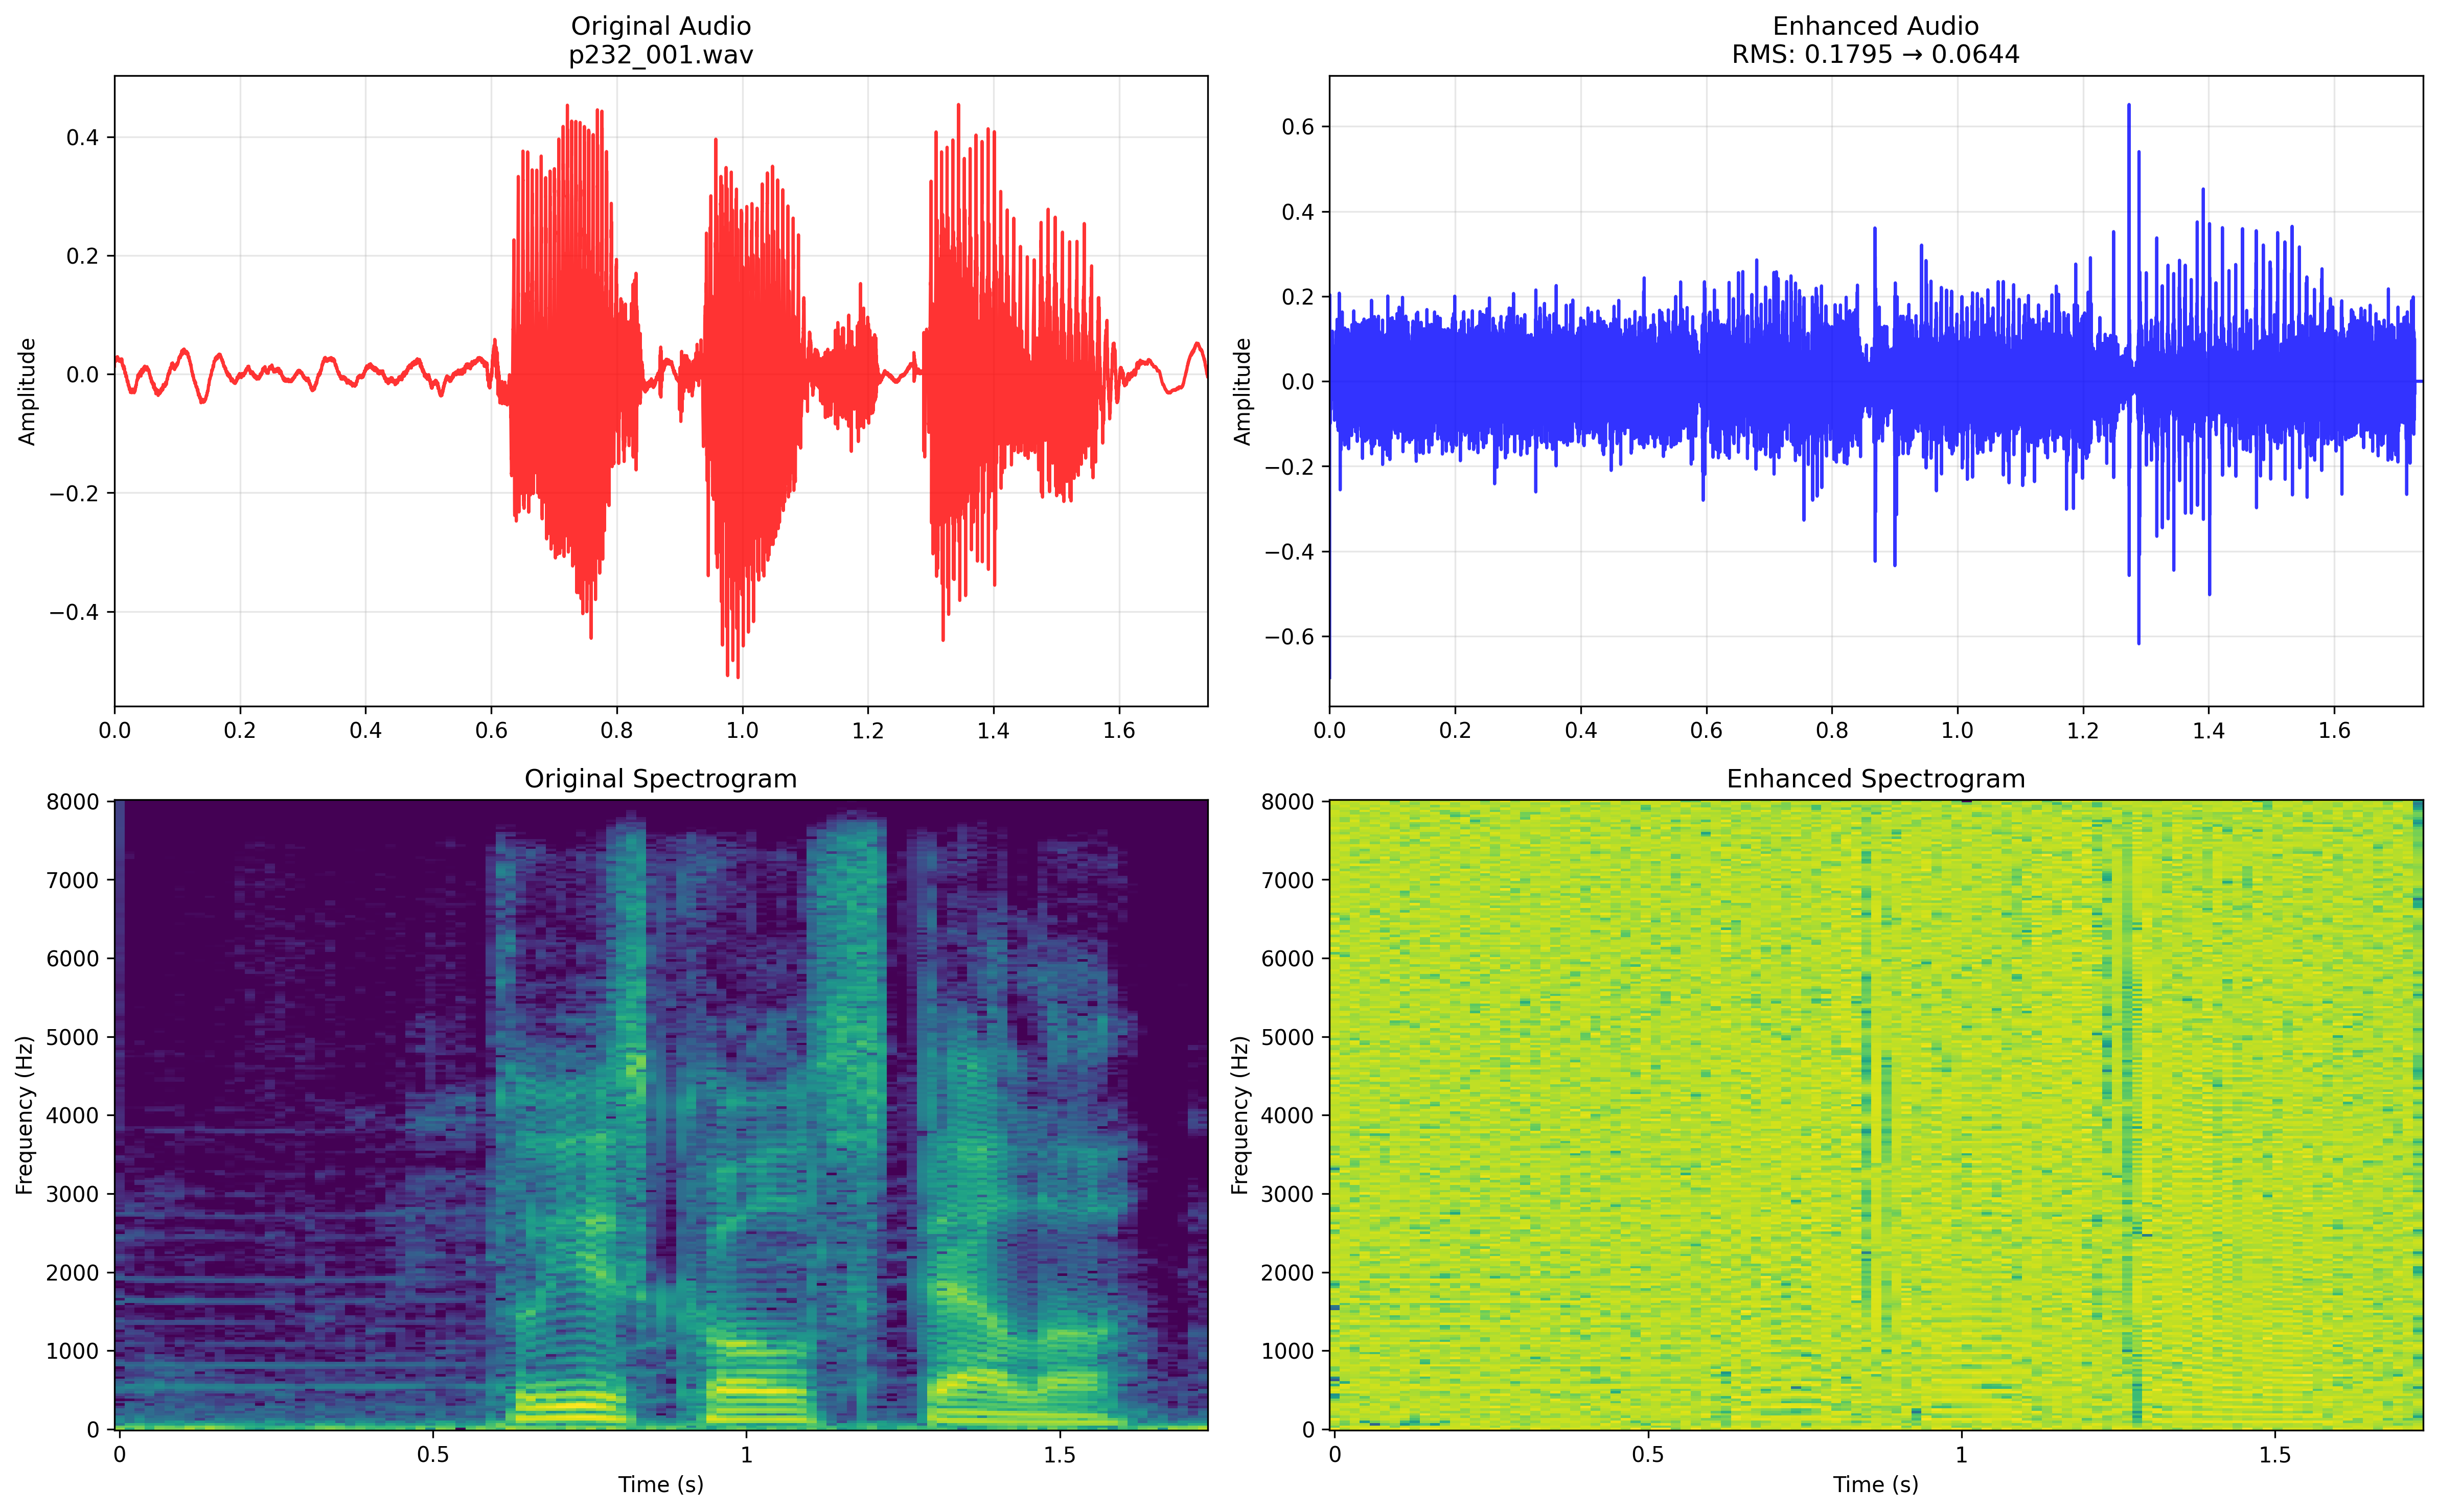 Original Audio
p232_001.wav
Amplitude
0.4
0.2
0.0
−0.2
−0.4
0.0 0.2 0.4 0.6 0.8 1.0 1.2 1.4 1.6
Enhanced Audio
RMS: 0.1795 → 0.0644
Amplitude
0.6
0.4
0.2
0.0
−0.2
−0.4
−0.6
0.0 0.2 0.4 0.6 0.8 1.0 1.2 1.4 1.6
Original Spectrogram
Frequency (Hz)
8000
7000
6000
5000
4000
3000
2000
1000
0
0 0.5 1 1.5
Time (s)
Enhanced Spectrogram
Frequency (Hz)
8000
7000
6000
5000
4000
3000
2000
1000
0
0 0.5 1 1.5
Time (s)